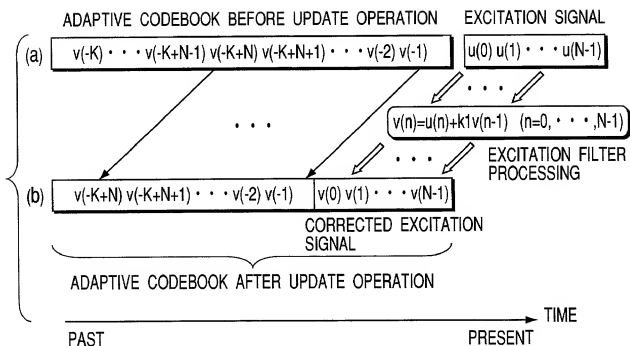 ADAPTIVE CODEBOOK BEFORE UPDATE OPERATION EXCITATION SIGNAL
(a) v(-K) · · · v(-K+N-1) v(-K+N) v(-K+N+1) · · · v(-2) v(-1) u(0) u(1) · · · u(N-1)
· · ·
v(n)=u(n)+k1v(n-1) (n=0, · · · ,N-1)
· · ·
· · · EXCITATION FILTER
PROCESSING
(b) v(-K+N) v(-K+N+1) · · · v(-2) v(-1) v(0) v(1) · · · v(N-1)
CORRECTED EXCITATION
SIGNAL
ADAPTIVE CODEBOOK AFTER UPDATE OPERATION
TIME
PAST PRESENT